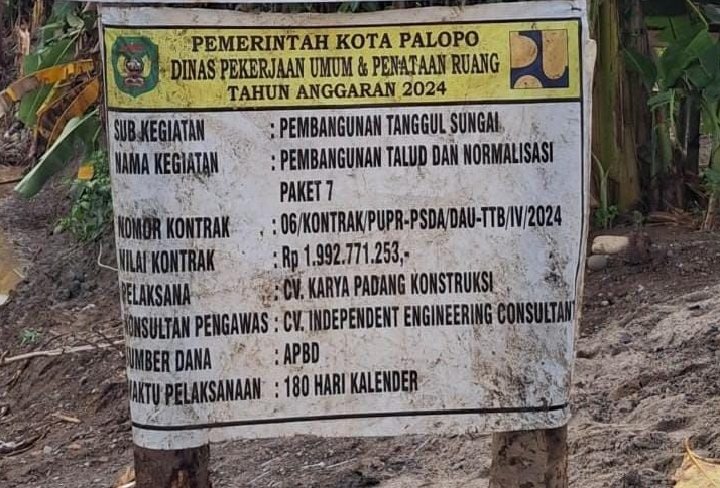 PEMERINTAH KOTA PALOPO
DINAS PEKERJAAN UMUM & PENATAAN RUANG
TAHUN ANGGARAN 2024
SUB KEGIATAN : PEMBANGUNAN TANGGUL SUNGAI
NAMA KEGIATAN : PEMBANGUNAN TALUD DAN NORMALISASI
PAKET 7
NOMOR KONTRAK : 06/KONTRAK/PUPR-PSDA/DAU-TTB/IV/2024
NILAI KONTRAK : Rp 1.992.771.253,-
PELAKSANA : CV. KARYA PADANG KONSTRUKSI
KONSULTAN PENGAWAS : CV. INDEPENDENT ENGINEERING CONSULTANT
SUMBER DANA : APBD
WAKTU PELAKSANAAN : 180 HARI KALENDER